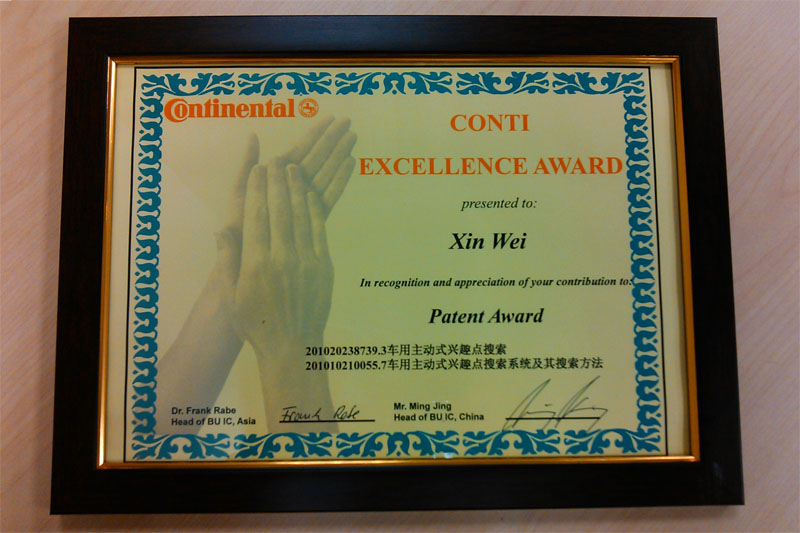 Continental
CONTI
EXCELLENCE AWARD
presented to:
Xin Wei
In recognition and appreciation of your contribution to:
Patent Award
201020238739.3车用主动式兴趣点搜索
201010210055.7车用主动式兴趣点搜索系统及其搜索方法
Dr. Frank Rabe
Head of BU IC, Asia
Frank Rabe
Mr. Ming Jing
Head of BU IC, China